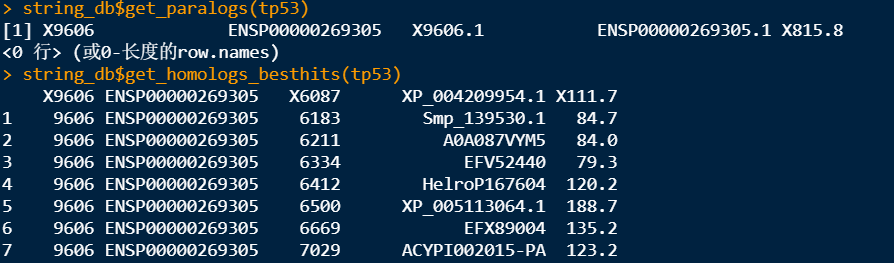 > string_db$get_paralogs(tp53)
[1] X9606 ENSP00000269305 X9606.1 ENSP00000269305.1 X815.8
<0 行> (或0-长度的row.names)
> string_db$get_homologs_besthits(tp53)
X9606 ENSP00000269305 X6087 XP_004209954.1 X111.7
1 9606 ENSP00000269305 6183 Smp_139530.1 84.7
2 9606 ENSP00000269305 6211 A0A087VYM5 84.0
3 9606 ENSP00000269305 6334 EFV52440 79.3
4 9606 ENSP00000269305 6412 HelroP167604 120.2
5 9606 ENSP00000269305 6500 XP_005113064.1 188.7
6 9606 ENSP00000269305 6669 EFX89004 135.2
7 9606 ENSP00000269305 7029 ACYPI002015-PA 123.2